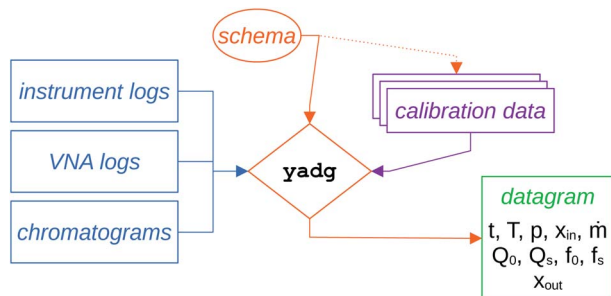 schema
instrument logs
calibration data
VNA logs
yadg
chromatograms
datagram
t, T, p, xin, ṁ
Q0, Qs, f0, fs
xout